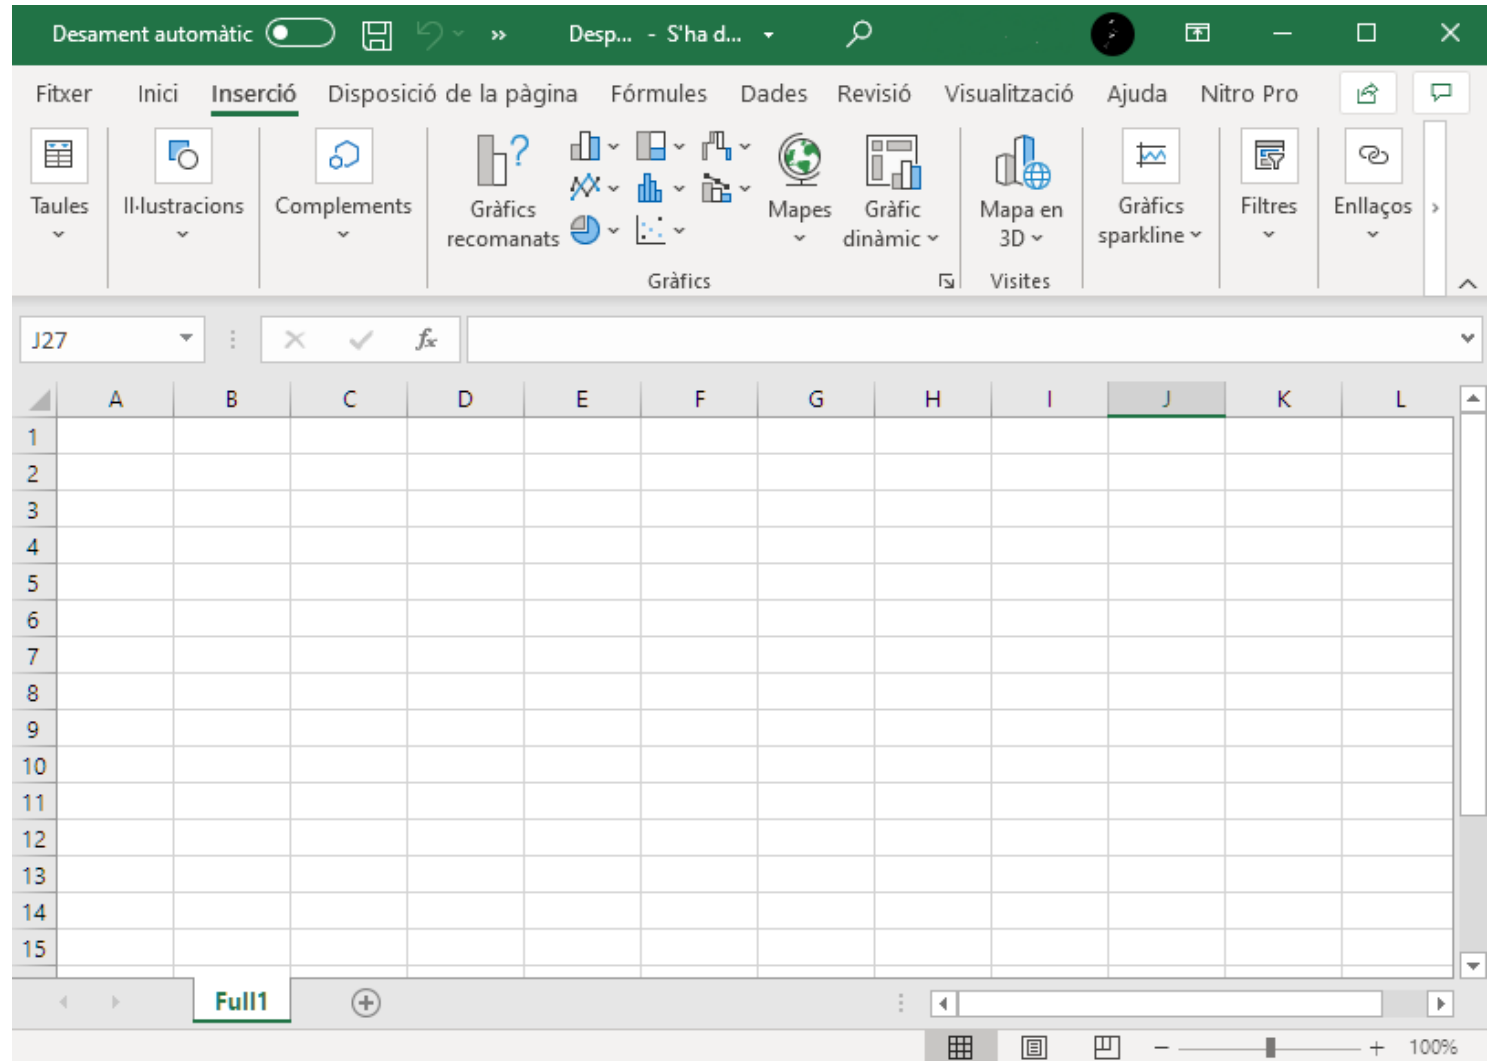 Desament automàtic Desp... - S'ha d...
Fitxer Inici Inserció Disposició de la pàgina Fórmules Dades Revisió Visualització Ajuda Nitro Pro
Taules Il·lustracions Complements Gràfics recomanats Mapes Gràfic dinàmic Mapa en 3D Gràfics sparkline Filtres Enllaços
Gràfics Visites
J27 fx
A B C D E F G H I J K L
1
2
3
4
5
6
7
8
9
10
11
12
13
14
15
Full1
100%